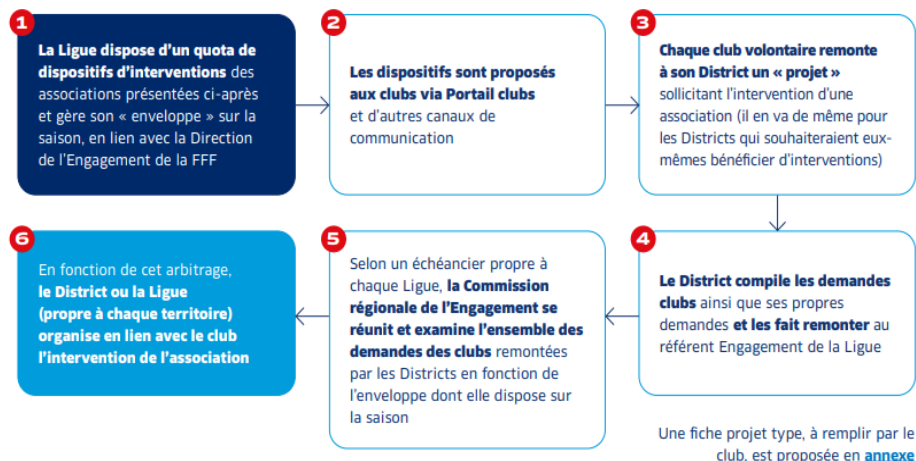 1
La Ligue dispose d'un quota de
dispositifs d'interventions des
associations présentées ci-après
et gère son « enveloppe » sur la
saison, en lien avec la Direction
de l'Engagement de la FFF
2
Les dispositifs sont proposés
aux clubs via Portail clubs
et d'autres canaux de
communication
3
Chaque club volontaire remonte
à son District un « projet »
sollicitant l'intervention d'une
association (il en va de même pour
les Districts qui souhaiteraient eux-
mêmes bénéficier d'interventions)
4
Le District compile les demandes
clubs ainsi que ses propres
demandes et les fait remonter au
référent Engagement de la Ligue
5
Selon un échéancier propre à
chaque Ligue, la Commission
régionale de l'Engagement se
réunit et examine l'ensemble des
demandes des clubs remontées
par les Districts en fonction de
l'enveloppe dont elle dispose sur
la saison
6
En fonction de cet arbitrage,
le District ou la Ligue
(propre à chaque territoire)
organise en lien avec le club
l'intervention de l'association
Une fiche projet type, à remplir par le
club, est proposée en annexe